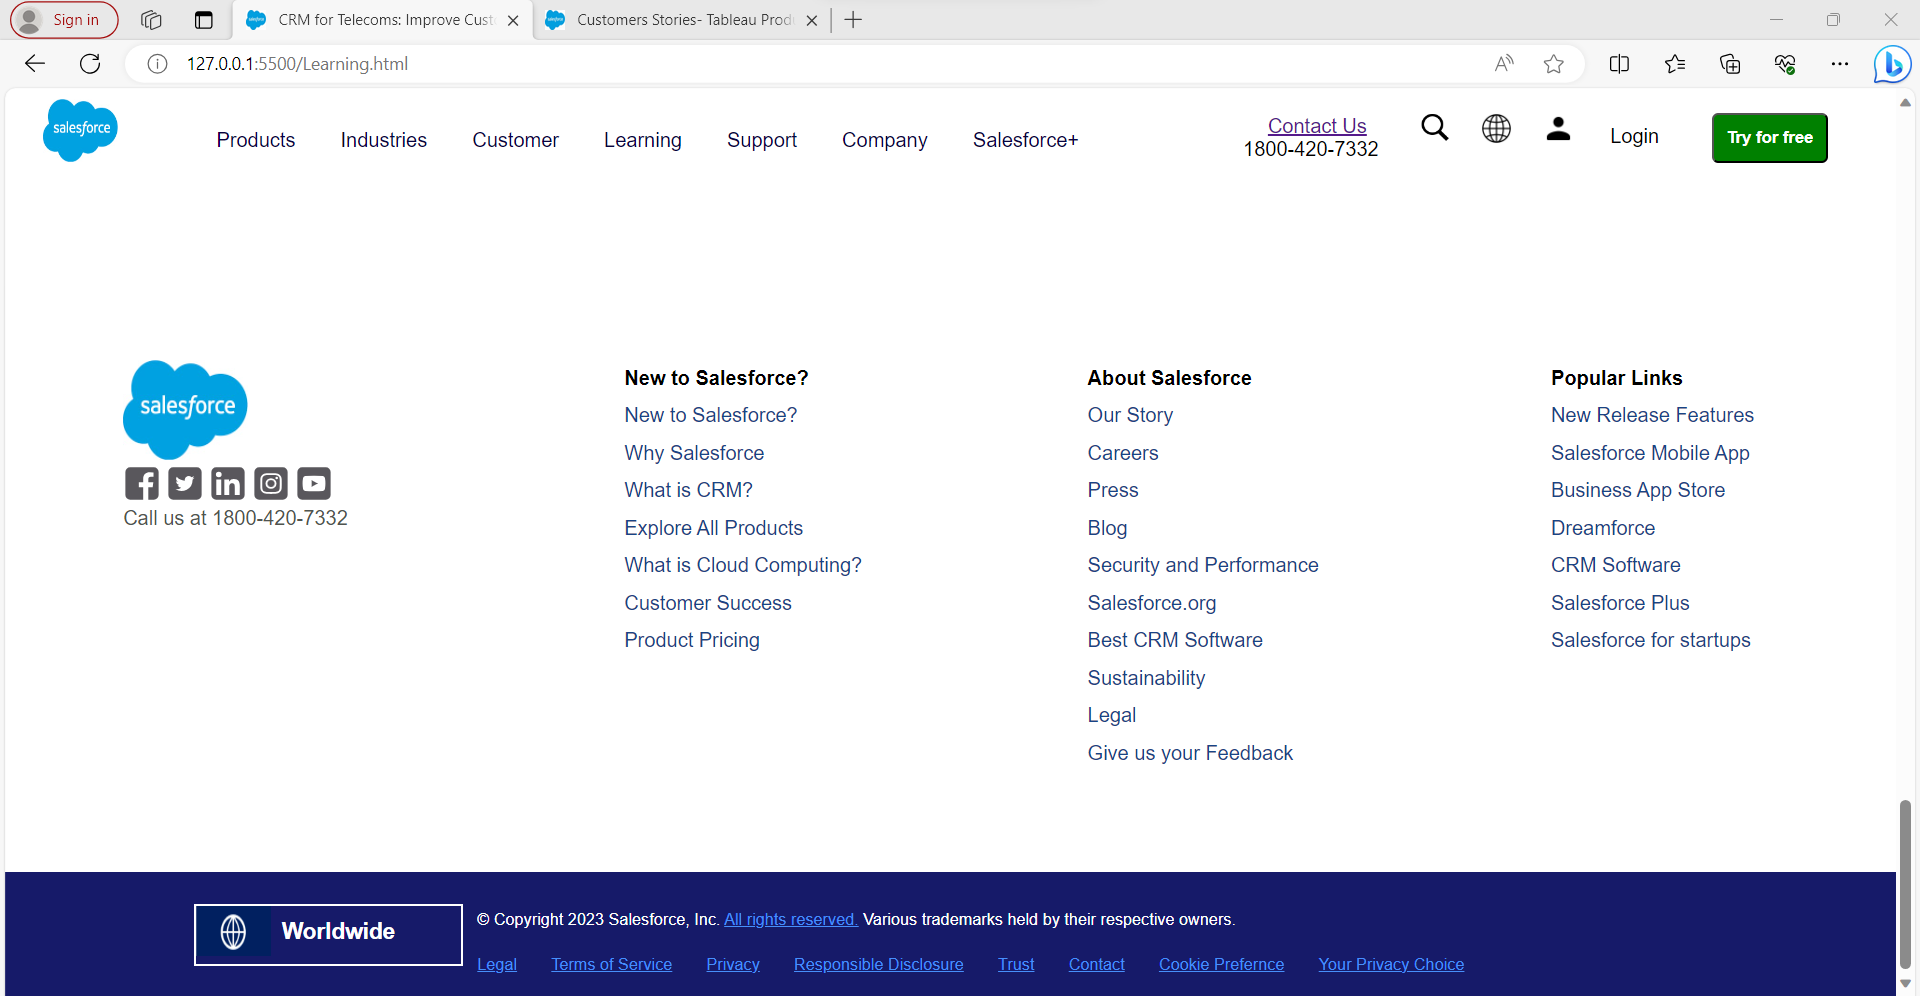 Sign in
CRM for Telecoms: Improve Cust
Customers Stories- Tableau Prod
127.0.0.1:5500/Learning.html
salesforce
Products Industries Customer Learning Support Company Salesforce+
Contact Us
1800-420-7332
Login
Try for free
salesforce
Call us at 1800-420-7332
New to Salesforce?
New to Salesforce?
Why Salesforce
What is CRM?
Explore All Products
What is Cloud Computing?
Customer Success
Product Pricing
About Salesforce
Our Story
Careers
Press
Blog
Security and Performance
Salesforce.org
Best CRM Software
Sustainability
Legal
Give us your Feedback
Popular Links
New Release Features
Salesforce Mobile App
Business App Store
Dreamforce
CRM Software
Salesforce Plus
Salesforce for startups
Worldwide
© Copyright 2023 Salesforce, Inc. All rights reserved. Various trademarks held by their respective owners.
Legal Terms of Service Privacy Responsible Disclosure Trust Contact Cookie Prefernce Your Privacy Choice